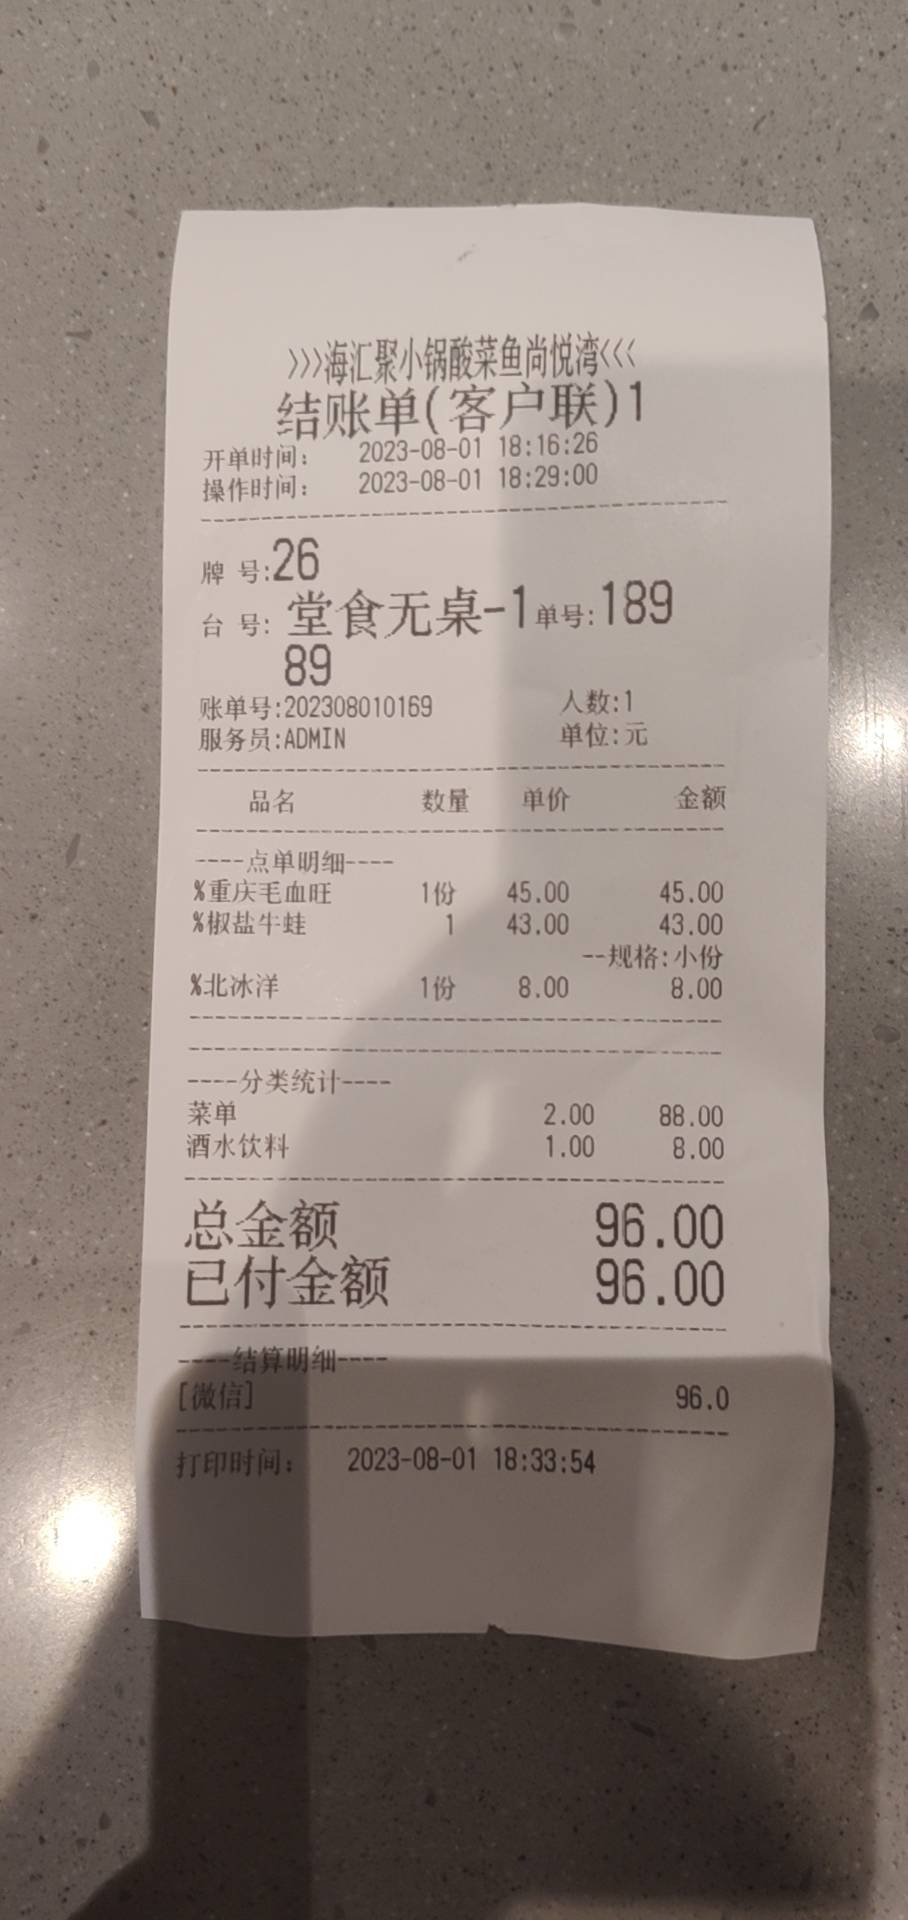 >>>海汇聚小锅酸菜鱼尚悦湾<<<
结账单(客户联)1
开单时间: 2023-08-01 18:16:26
操作时间: 2023-08-01 18:29:00
牌 号:26
台 号: 堂食无桌-1 单号:189
89
账单号:202308010169 人数:1
服务员:ADMIN 单位:元
品名 数量 单价 金额
----点单明细----
%重庆毛血旺 1份 45.00 45.00
%椒盐牛蛙 1 43.00 43.00
--规格:小份
%北冰洋 1份 8.00 8.00
----分类统计----
菜单 2.00 88.00
酒水饮料 1.00 8.00
总金额 96.00
已付金额 96.00
----结算明细----
[微信] 96.0
打印时间: 2023-08-01 18:33:54